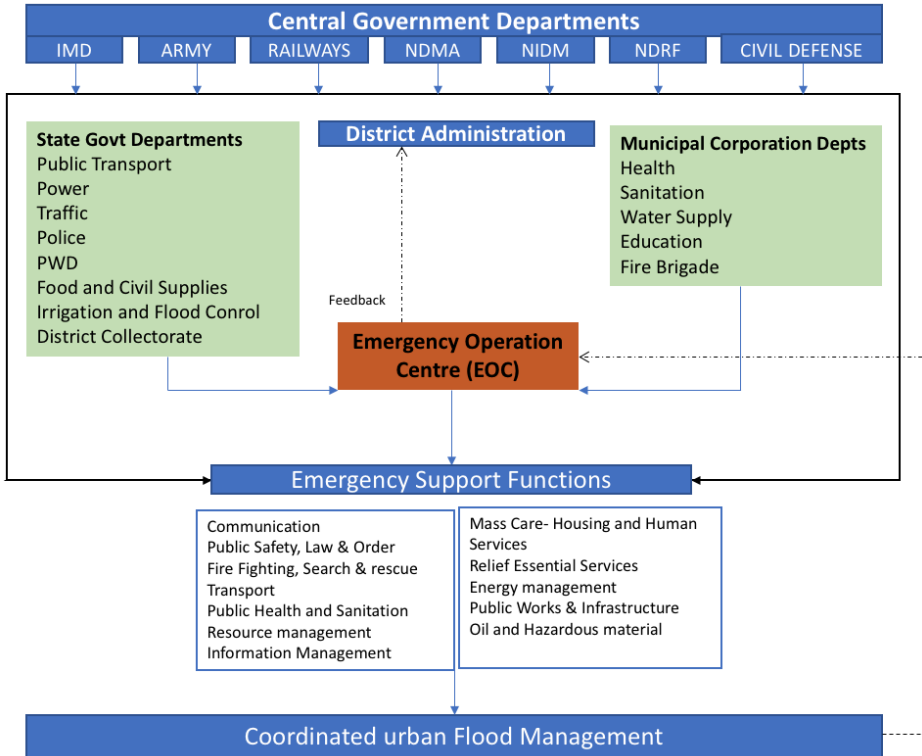 Central Government Departments
IMD
ARMY
RAILWAYS
NDMA
NIDM
NDRF
CIVIL DEFENSE
State Govt Departments
Public Transport
Power
Traffic
Police
PWD
Food and Civil Supplies
Irrigation and Flood Conrol
District Collectorate
District Administration
Municipal Corporation Depts
Health
Sanitation
Water Supply
Education
Fire Brigade
Feedback
Emergency Operation
Centre (EOC)
Emergency Support Functions
Communication
Public Safety, Law & Order
Fire Fighting, Search & rescue
Transport
Public Health and Sanitation
Resource management
Information Management
Mass Care- Housing and Human
Services
Relief Essential Services
Energy management
Public Works & Infrastructure
Oil and Hazardous material
Coordinated urban Flood Management